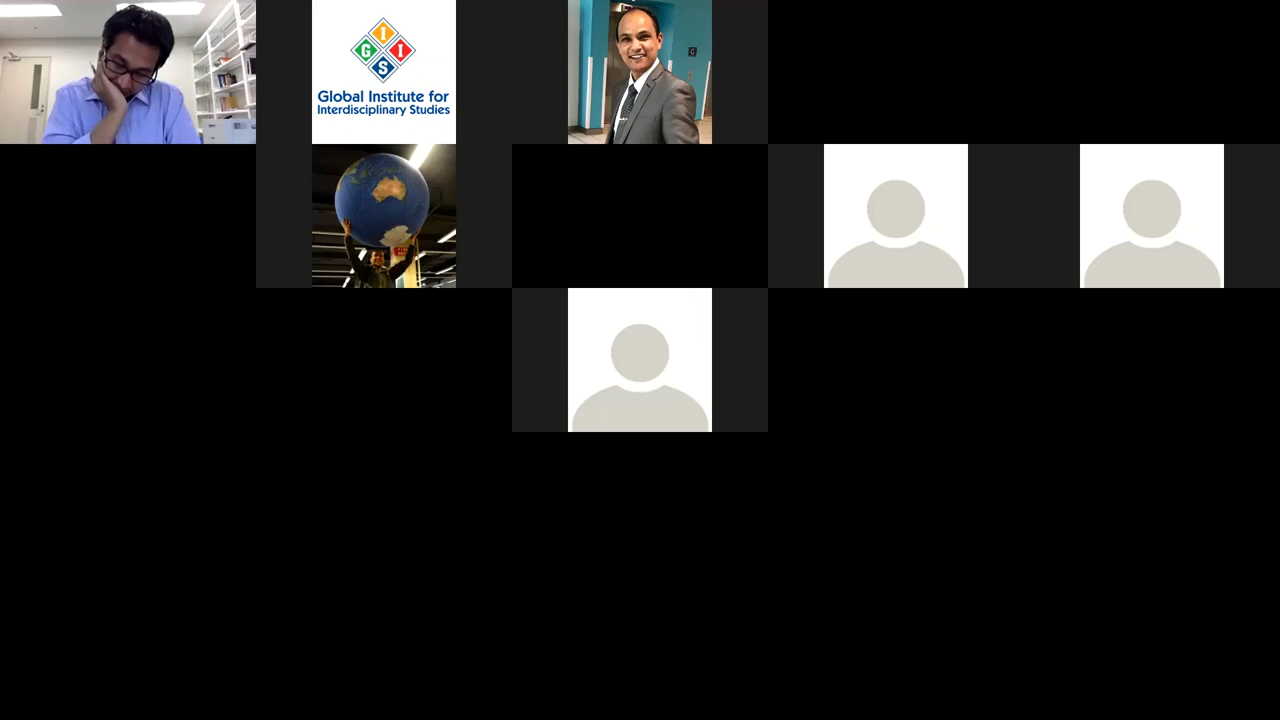 I
G I
S
Global Institute for
Interdisciplinary Studies
G